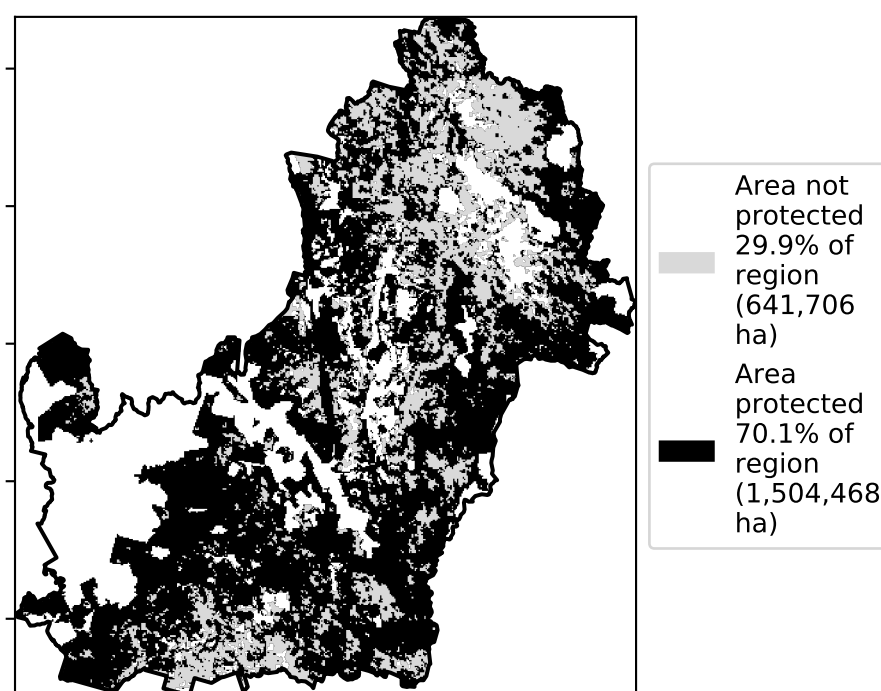 Area not
protected
29.9% of
region
(641,706
ha)
Area
protected
70.1% of
region
(1,504,468
ha)